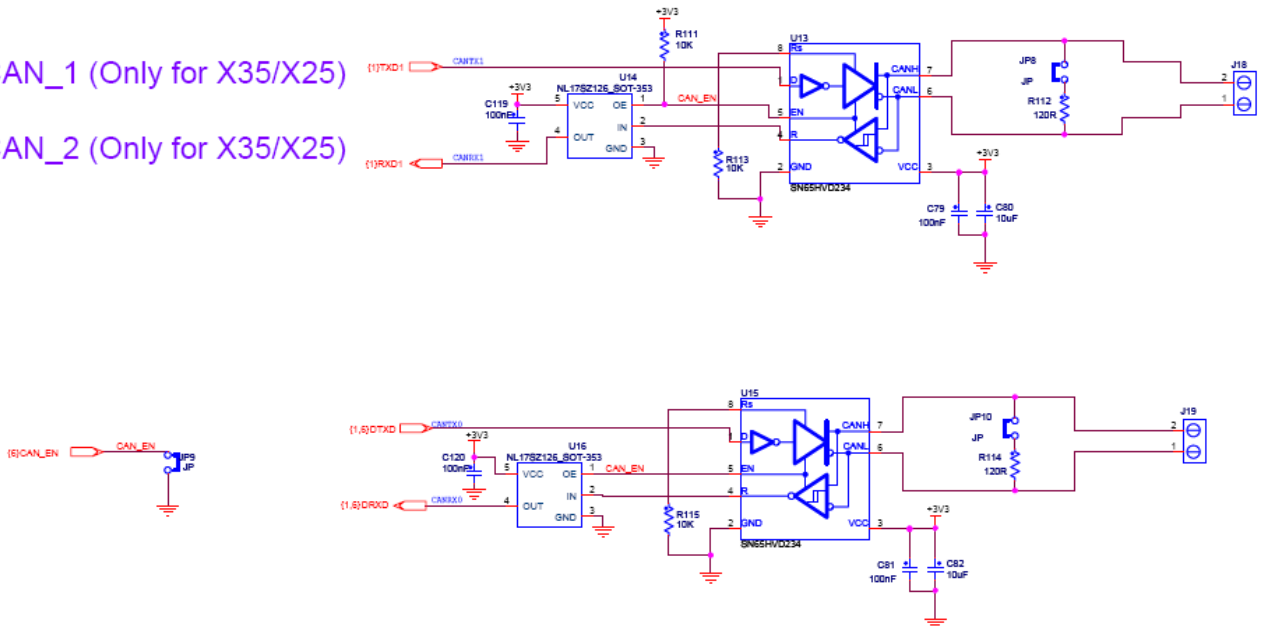 AN_1 (Only for X35/X25)
AN_2 (Only for X35/X25)
+3V3
R111
10K
{1}TXD1
CANTX1
U14
NL17SZ126_SOT-353
+3V3
C119
100nF
5
VCC
OE
1
CAN_EN
IN
2
4
OUT
GND
3
{1}RXD1
CANRX1
R113
10K
U13
8
Rs
1
D
CANH
7
CANL
6
5
EN
4
R
2
GND
VCC
3
SN65HVD234
+3V3
C79
100nF
C80
10uF
JP8
JP
R112
120R
J18
2
1
{6}CAN_EN
CAN_EN
JP9
JP
{1,6}DTXD
CANTX0
+3V3
C120
100nF
U16
NL17SZ126_SOT-353
5
VCC
OE
1
CAN_EN
IN
2
4
OUT
GND
3
{1,6}DRXD
CANRX0
R115
10K
U15
8
Rs
1
D
CANH
7
CANL
6
5
EN
4
R
2
GND
VCC
3
SN65HVD234
+3V3
C81
100nF
C82
10uF
JP10
JP
R114
120R
J19
2
1